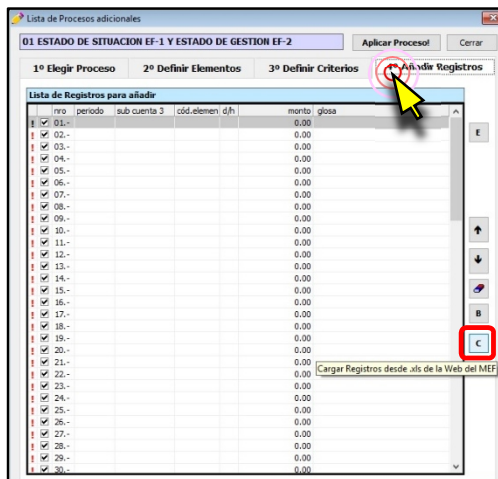 Lista de Procesos adicionales
01 ESTADO DE SITUACION EF-1 Y ESTADO DE GESTION EF-2 Aplicar Proceso! Cerrar
1º Elegir Proceso 2º Definir Elementos 3º Definir Criterios 4º Añadir Registros
Lista de Registros para añadir
nro periodo sub cuenta 3 cód.elemen d/h monto glosa
! 01.- 0.00
! 02.- 0.00 E
! 03.- 0.00
! 04.- 0.00
! 05.- 0.00
! 06.- 0.00
! 07.- 0.00
! 08.- 0.00
! 09.- 0.00
! 10.- 0.00
! 11.- 0.00
! 12.- 0.00
! 13.- 0.00
! 14.- 0.00
! 15.- 0.00
! 16.- 0.00
! 17.- 0.00 B
! 18.- 0.00
! 19.- 0.00 C
! 20.- 0.00
! 21.- 0.00
! 22.- Cargar Registros desde .xls de la Web del MEF
! 23.- 0.00
! 24.- 0.00
! 25.- 0.00
! 26.- 0.00
! 27.- 0.00
! 28.- 0.00
! 29.- 0.00
! 30.- 0.00